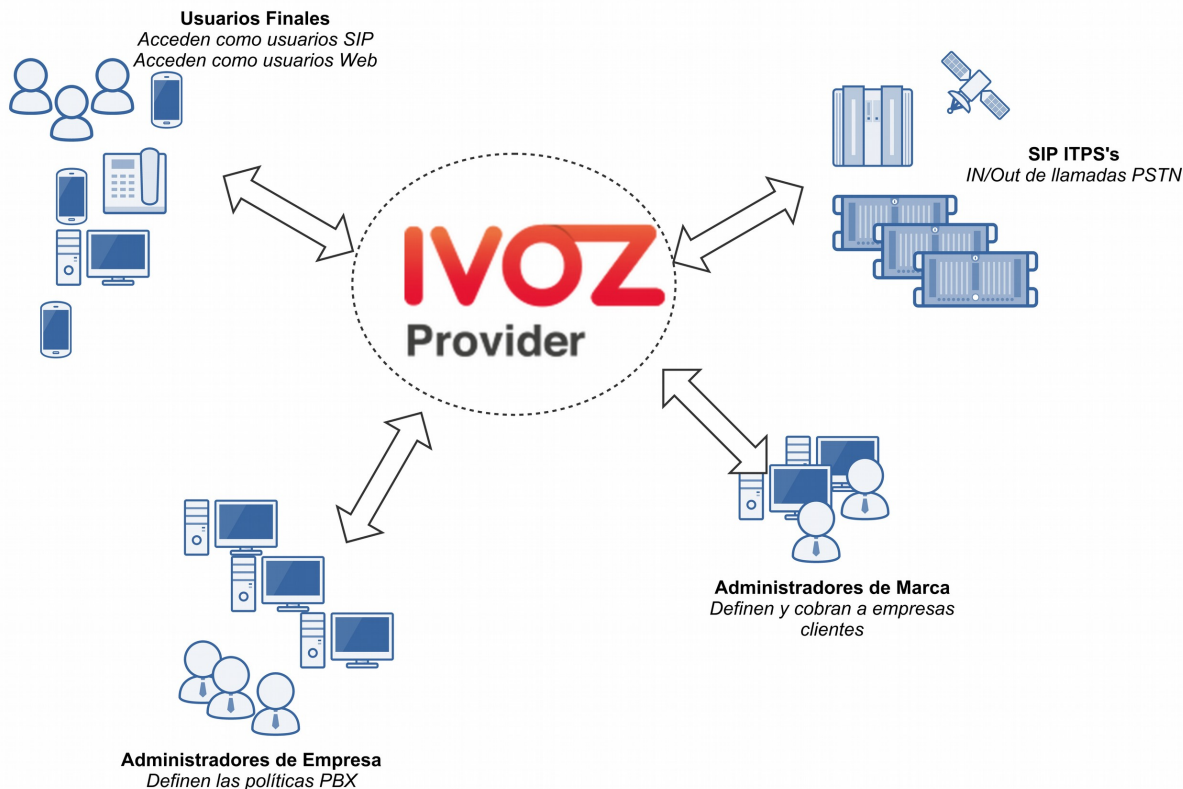 Usuarios Finales
Acceden como usuarios SIP
Acceden como usuarios Web
SIP ITPS's
IN/Out de llamadas PSTN
IVOZ
Provider
Administradores de Marca
Definen y cobran a empresas
clientes
Administradores de Empresa
Definen las políticas PBX